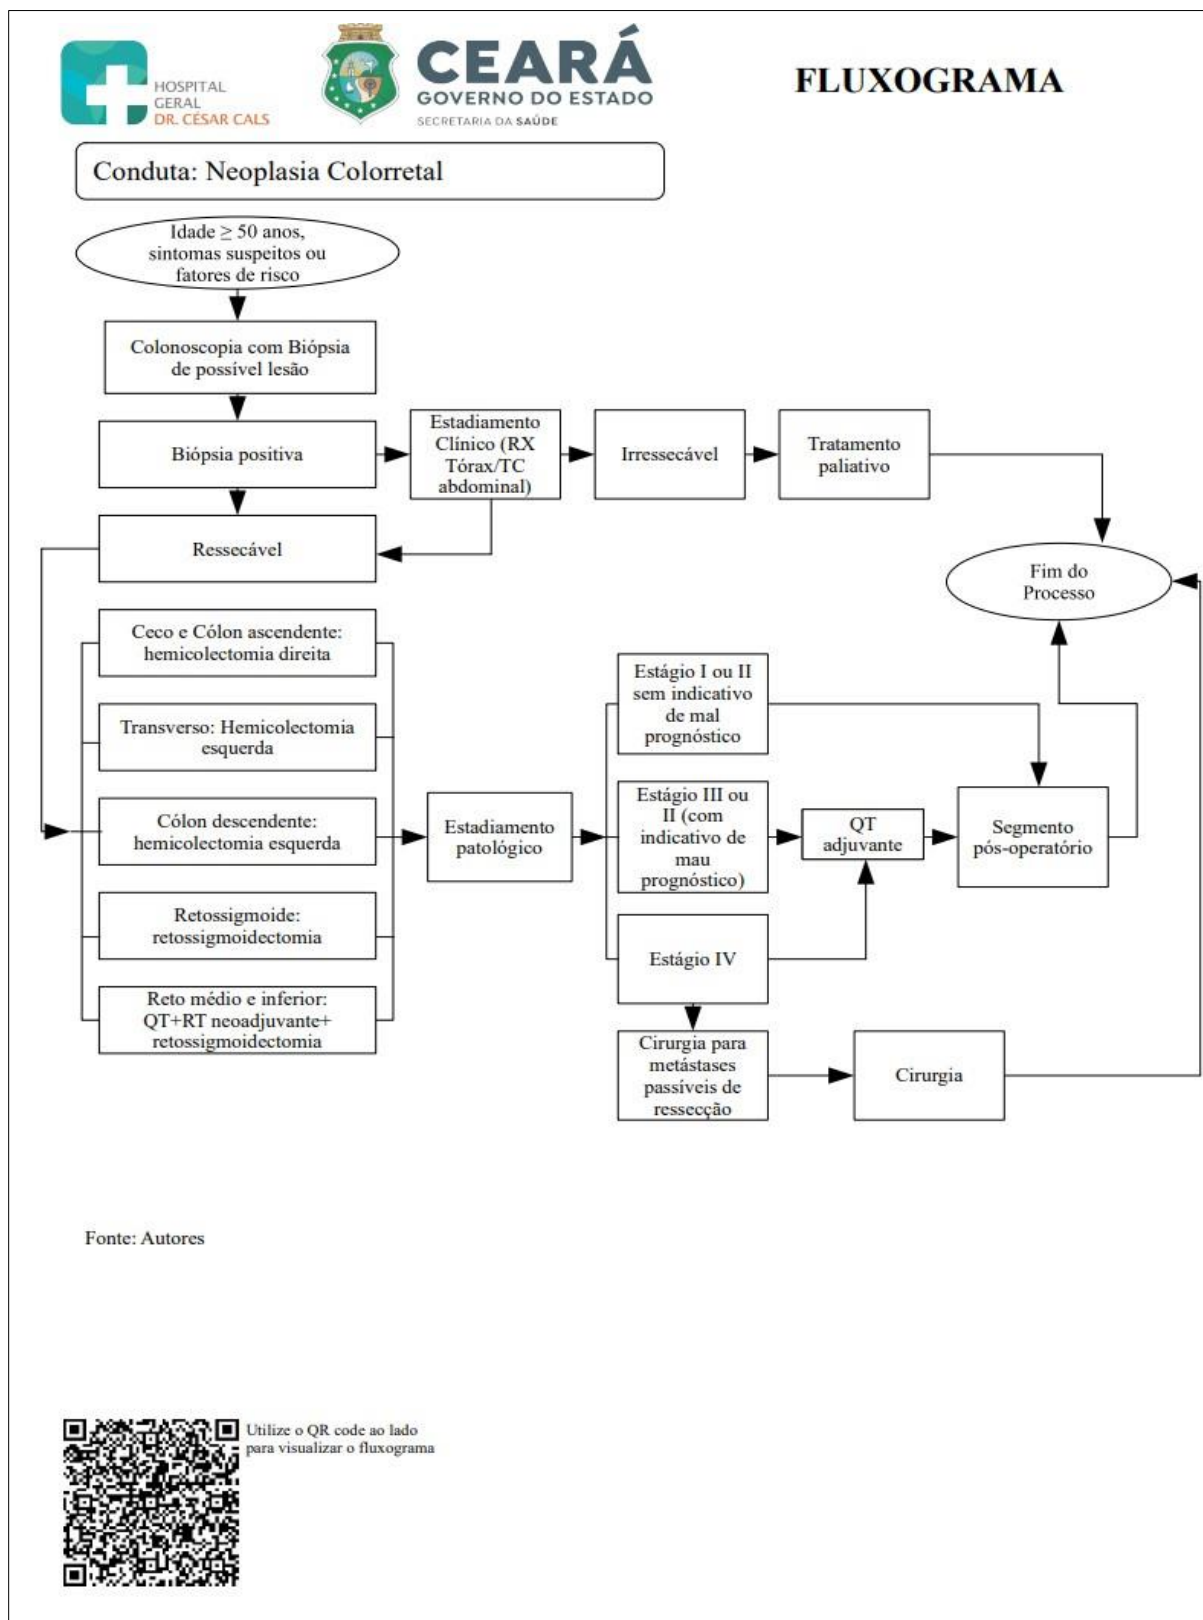 HOSPITAL
GERAL
DR. CÉSAR CALS
CEARÁ
GOVERNO DO ESTADO
SECRETARIA DA SAÚDE
FLUXOGRAMA
Conduta: Neoplasia Colorretal
Idade ≥ 50 anos,
sintomas suspeitos ou
fatores de risco
Colonoscopia com Biópsia
de possível lesão
Biópsia positiva
Estadiamento
Clínico (RX
Tórax/TC
abdominal)
Irressecável
Tratamento
paliativo
Ressecável
Fim do
Processo
Ceco e Cólon ascendente:
hemicolectomia direita
Transverso: Hemicolectomia
esquerda
Cólon descendente:
hemicolectomia esquerda
Retossigmoide:
retossigmoidectomia
Reto médio e inferior:
QT+RT neoadjuvante+
retossigmoidectomia
Estadiamento
patológico
Estágio I ou II
sem indicativo
de mal
prognóstico
Estágio III ou
II (com
indicativo de
mau
prognóstico)
QT
adjuvante
Segmento
pós-operatório
Estágio IV
Cirurgia para
metástases
passíveis de
ressecção
Cirurgia
Fonte: Autores
Utilize o QR code ao lado
para visualizar o fluxograma